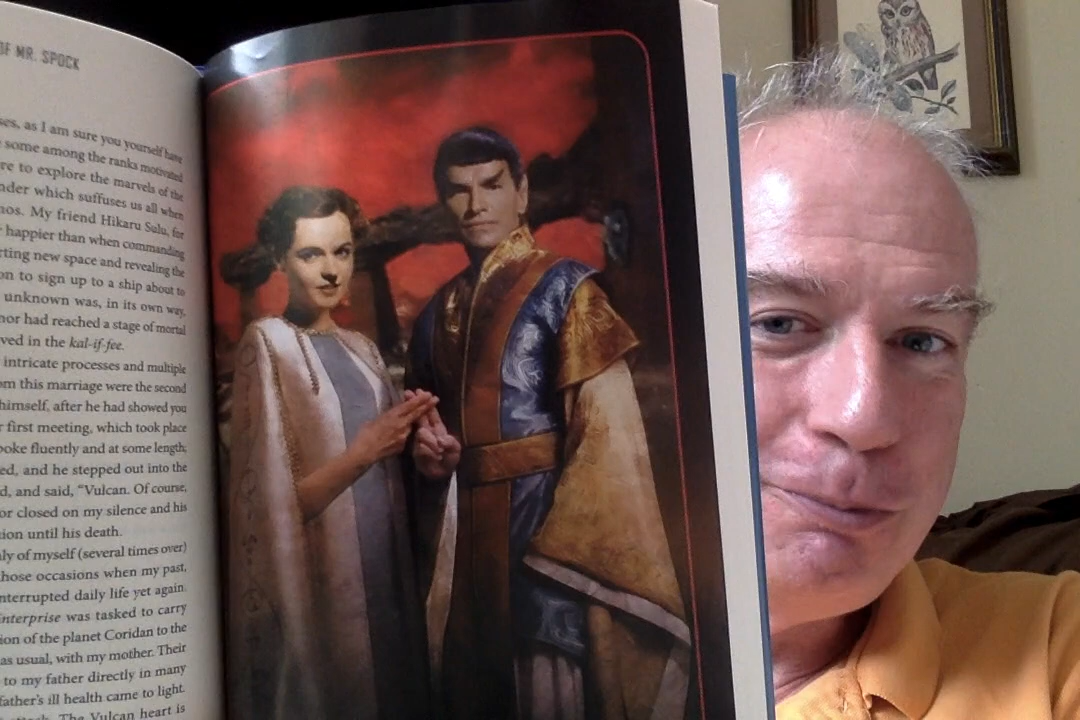 OF MR. SPOCK
ses, as I am sure you yourself have
some among the ranks motivated
re to explore the marvels of the
nder which suffuses us all when
nos. My friend Hikaru Sulu, for
happier than when commanding
rting new space and revealing the
on to sign up to a ship about to
unknown was, in its own way,
nor had reached a stage of mortal
ved in the kal-if-fee.
intricate processes and multiple
om this marriage were the second
himself, after he had showed you
r first meeting, which took place
poke fluently and at some length;
ed, and he stepped out into the
d, and said, “Vulcan. Of course,
or closed on my silence and his
ion until his death.
ly of myself (several times over)
hose occasions when my past,
nterrupted daily life yet again.
nterprise was tasked to carry
ion of the planet Coridan to the
as usual, with my mother. Their
to my father directly in many
father’s ill health came to light.
The Vulcan heart is